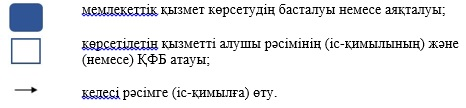 мемлекеттік қызмет көрсетудің басталуы немесе аяқталуы;
көрсетілетін қызметті алушы рәсімінің (іс-қимылының) және
(немесе) ҚФБ атауы;
келесі рәсімге (іс-қимылға) өту.